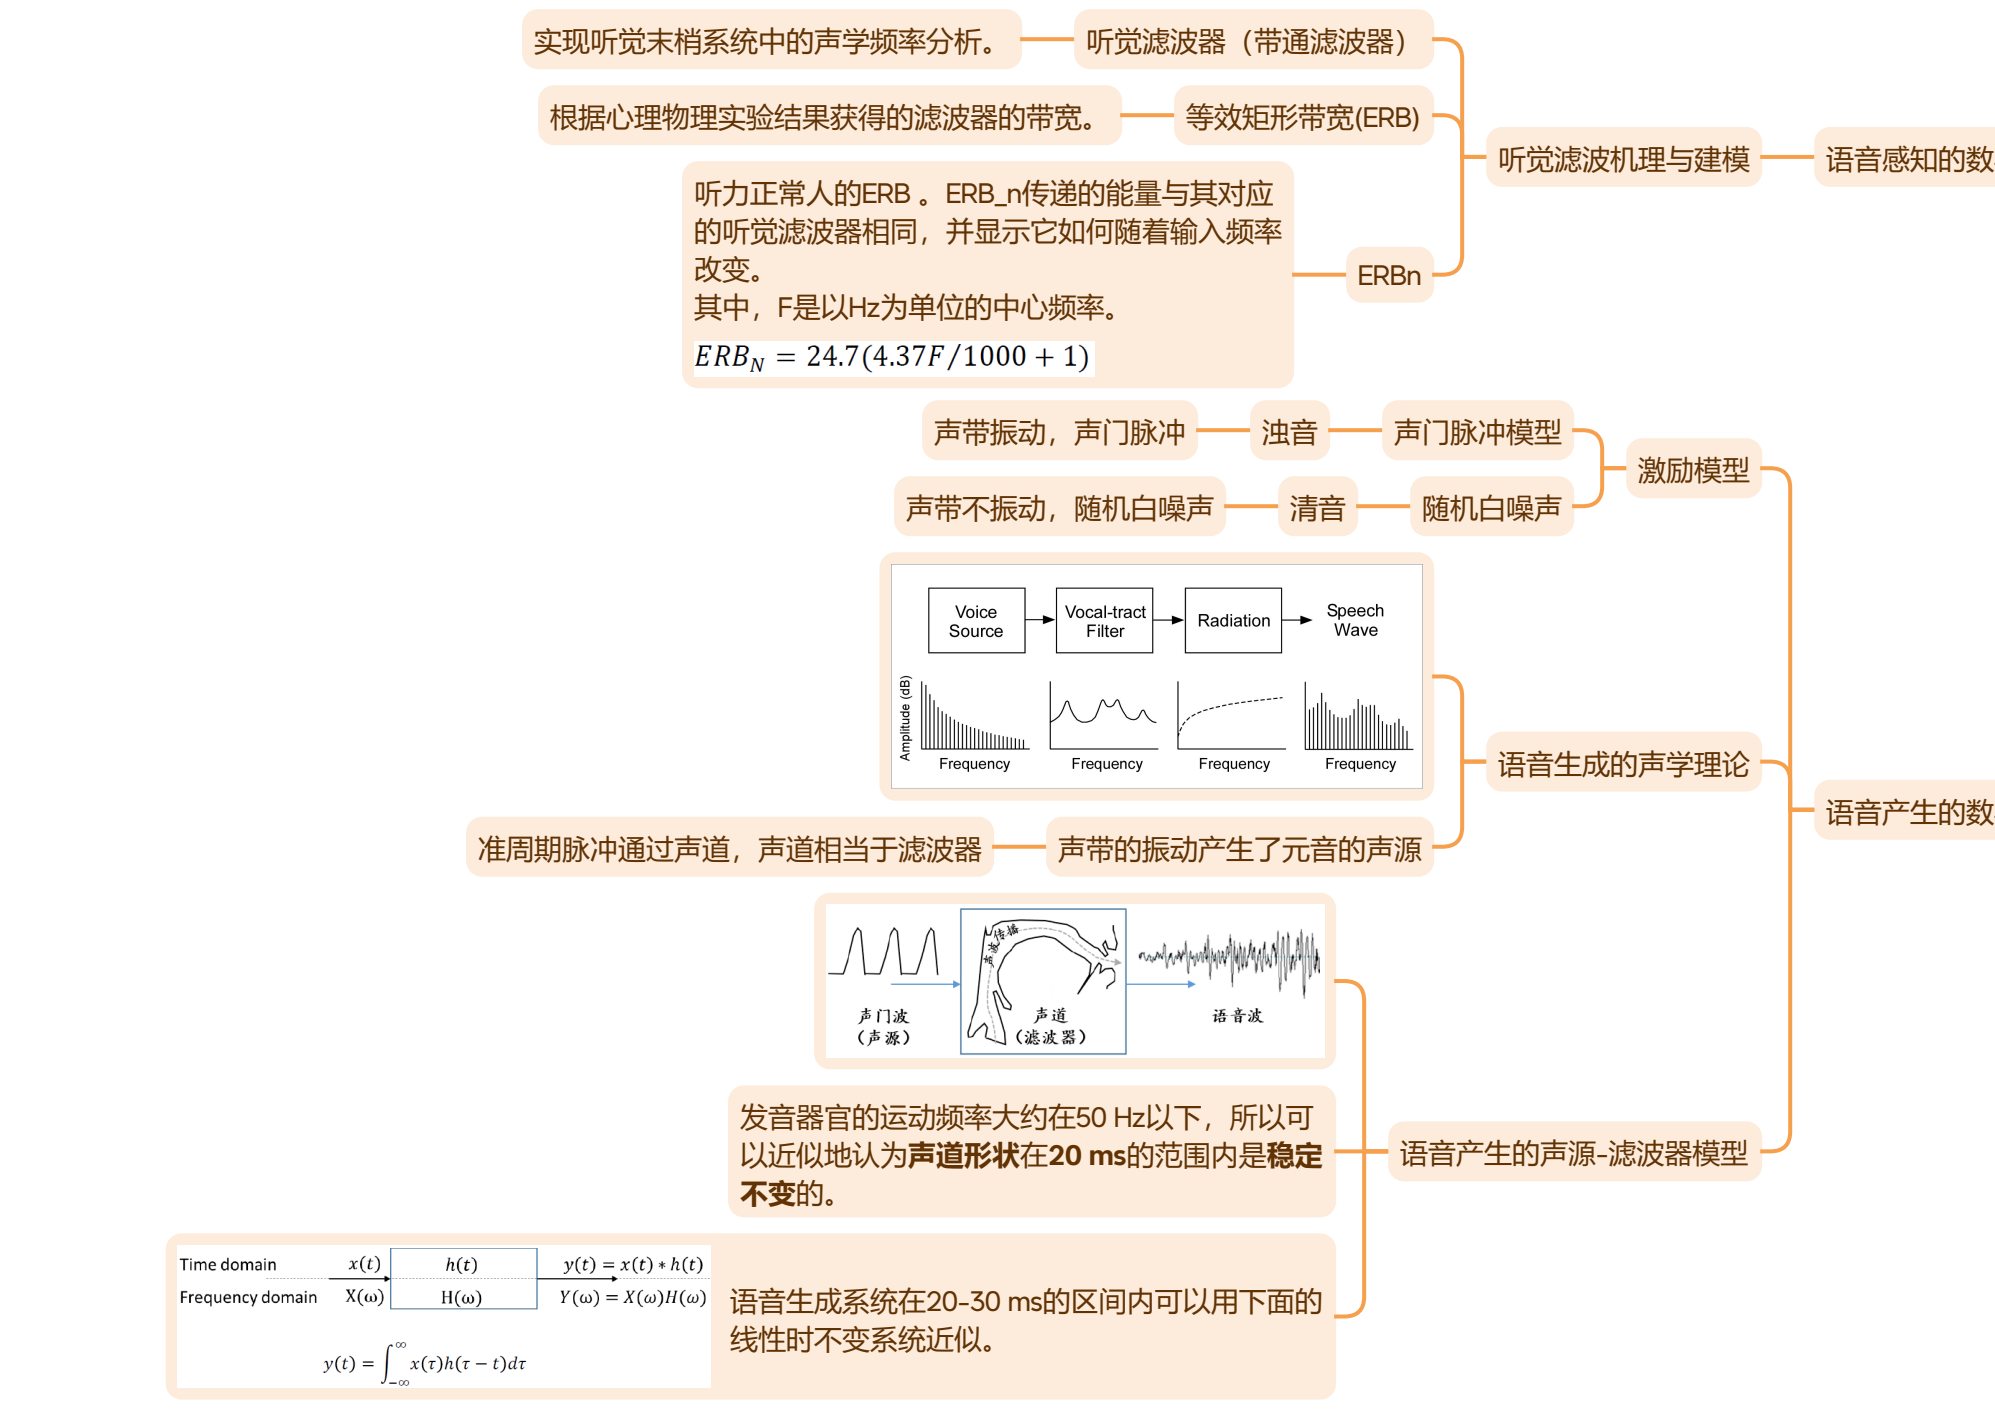 实现听觉末梢系统中的声学频率分析。
听觉滤波器（带通滤波器）
根据心理物理实验结果获得的滤波器的带宽。
等效矩形带宽(ERB)
听觉滤波机理与建模
语音感知的数
听力正常人的ERB 。ERB_n传递的能量与其对应
的听觉滤波器相同，并显示它如何随着输入频率
改变。
其中，F是以Hz为单位的中心频率。
ERB_N = 24.7(4.37F/1000 + 1)
ERBn
声带振动，声门脉冲
浊音
声门脉冲模型
激励模型
声带不振动，随机白噪声
清音
随机白噪声
Voice
Source
Vocal-tract
Filter
Radiation
Speech
Wave
Amplitude (dB)
Frequency
Frequency
Frequency
Frequency
语音生成的声学理论
语音产生的数
准周期脉冲通过声道，声道相当于滤波器
声带的振动产生了元音的声源
声波传播
声门波
（声源）
声道
（滤波器）
语音波
发音器官的运动频率大约在50 Hz以下，所以可
以近似地认为声道形状在20 ms的范围内是稳定
不变的。
语音产生的声源-滤波器模型
Time domain x(t) h(t) y(t) = x(t) ∗ h(t)
Frequency domain X(ω) H(ω) Y(ω) = X(ω)H(ω)
y(t) = ∫_{−∞}^{∞} x(τ)h(τ − t)dτ
语音生成系统在20-30 ms的区间内可以用下面的
线性时不变系统近似。